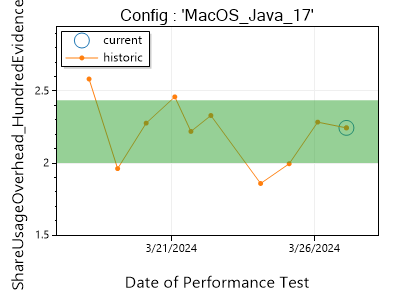 Config : 'MacOS_Java_17'
current
historic
ShareUsageOverhead_HundredEvidence
2.5
2
1.5
3/21/2024
3/26/2024
Date of Performance Test